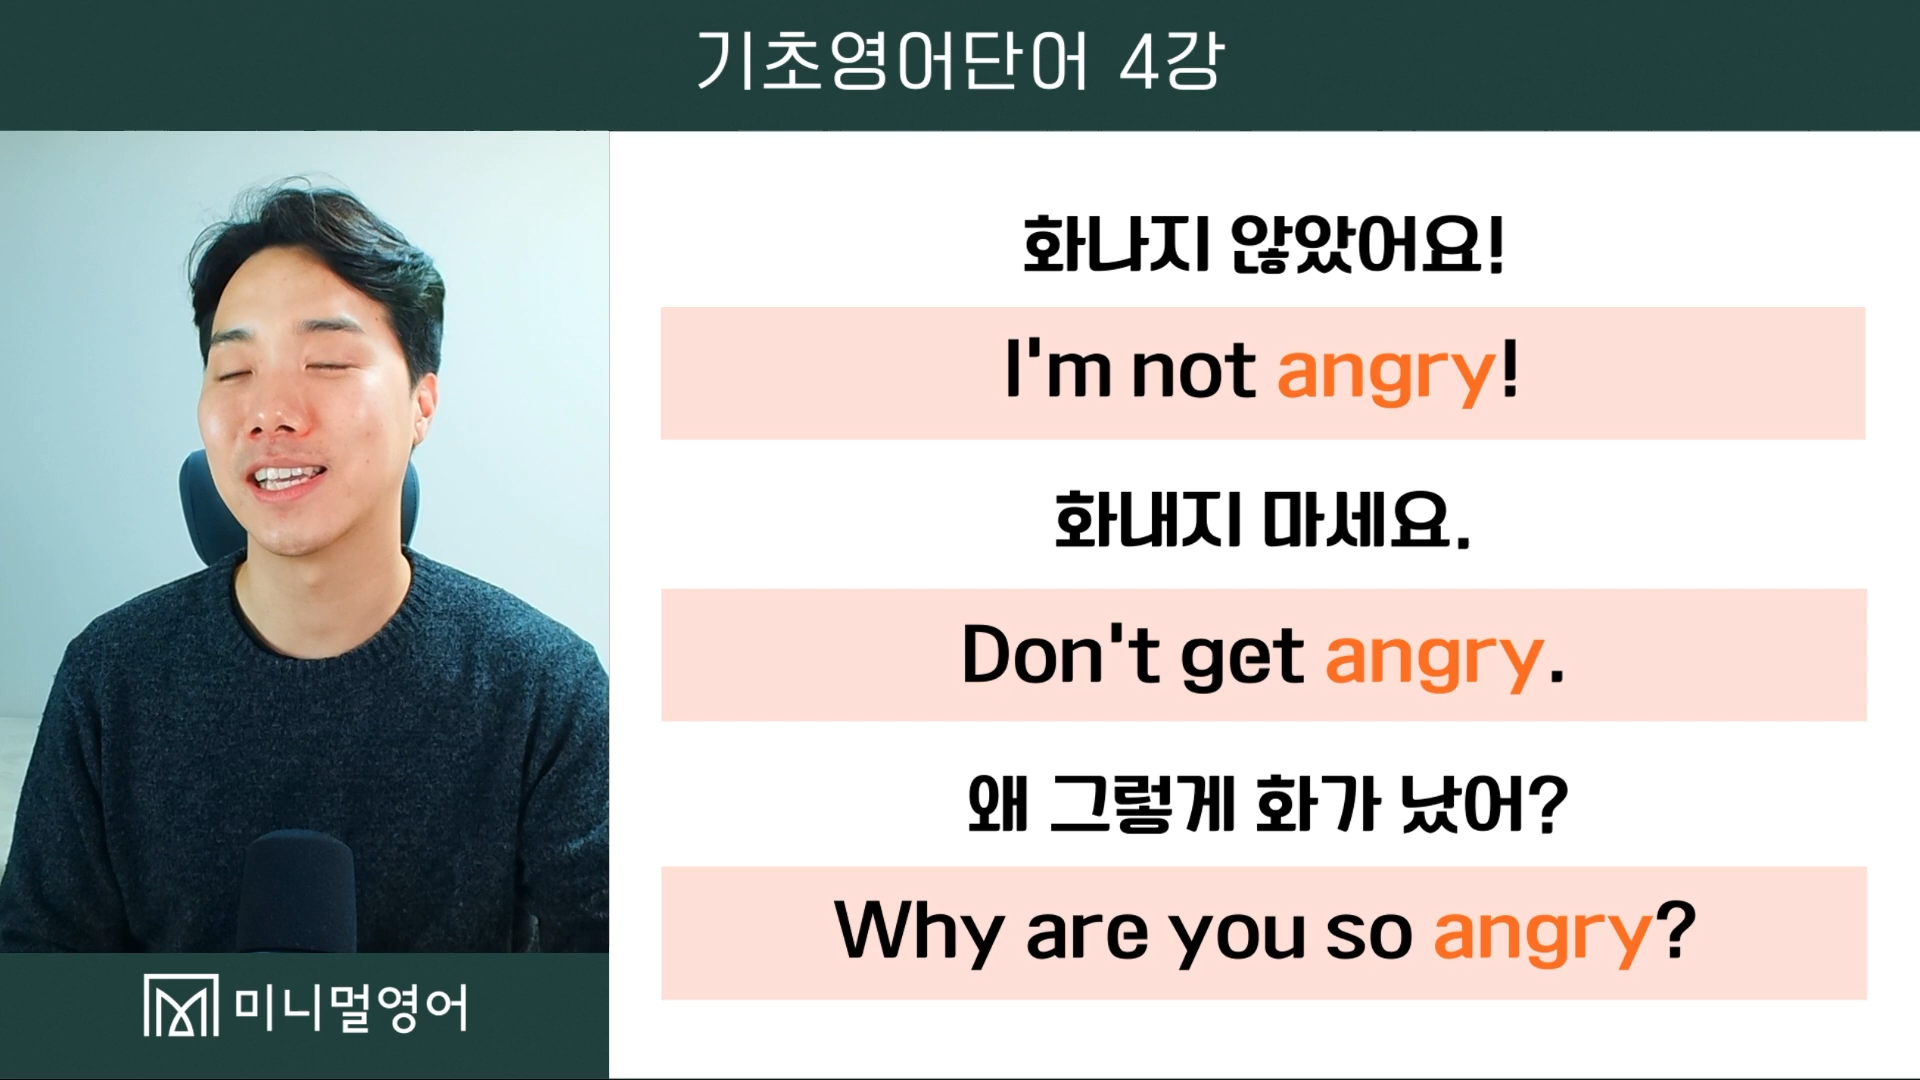 기초영어단어 4강
화나지 않았어요!
I'm not angry!
화내지 마세요.
Don't get angry.
왜 그렇게 화가 났어?
Why are you so angry?
미니멀영어